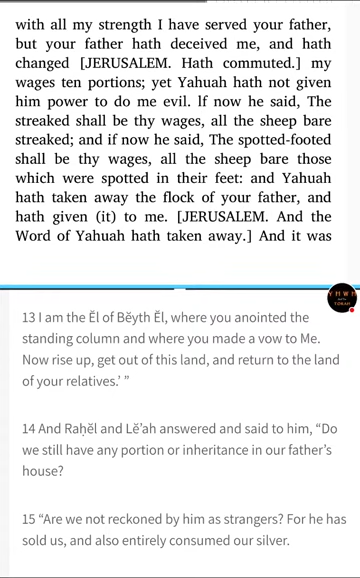 with all my strength I have served your father,
but your father hath deceived me, and hath
changed [JERUSALEM. Hath commuted.] my
wages ten portions; yet Yahuah hath not given
him power to do me evil. If now he said, The
streaked shall be thy wages, all the sheep bare
streaked; and if now he said, The spotted-footed
shall be thy wages, all the sheep bare those
which were spotted in their feet: and Yahuah
hath taken away the flock of your father, and
hath given (it) to me. [JERUSALEM. And the
Word of Yahuah hath taken away.] And it was
YHWH
TORAH
13 I am the Ĕl of Bĕyth Ĕl, where you anointed the
standing column and where you made a vow to Me.
Now rise up, get out of this land, and return to the land
of your relatives.’ ”
14 And Raḥĕl and Lĕ’ah answered and said to him, “Do
we still have any portion or inheritance in our father’s
house?
15 “Are we not reckoned by him as strangers? For he has
sold us, and also entirely consumed our silver.